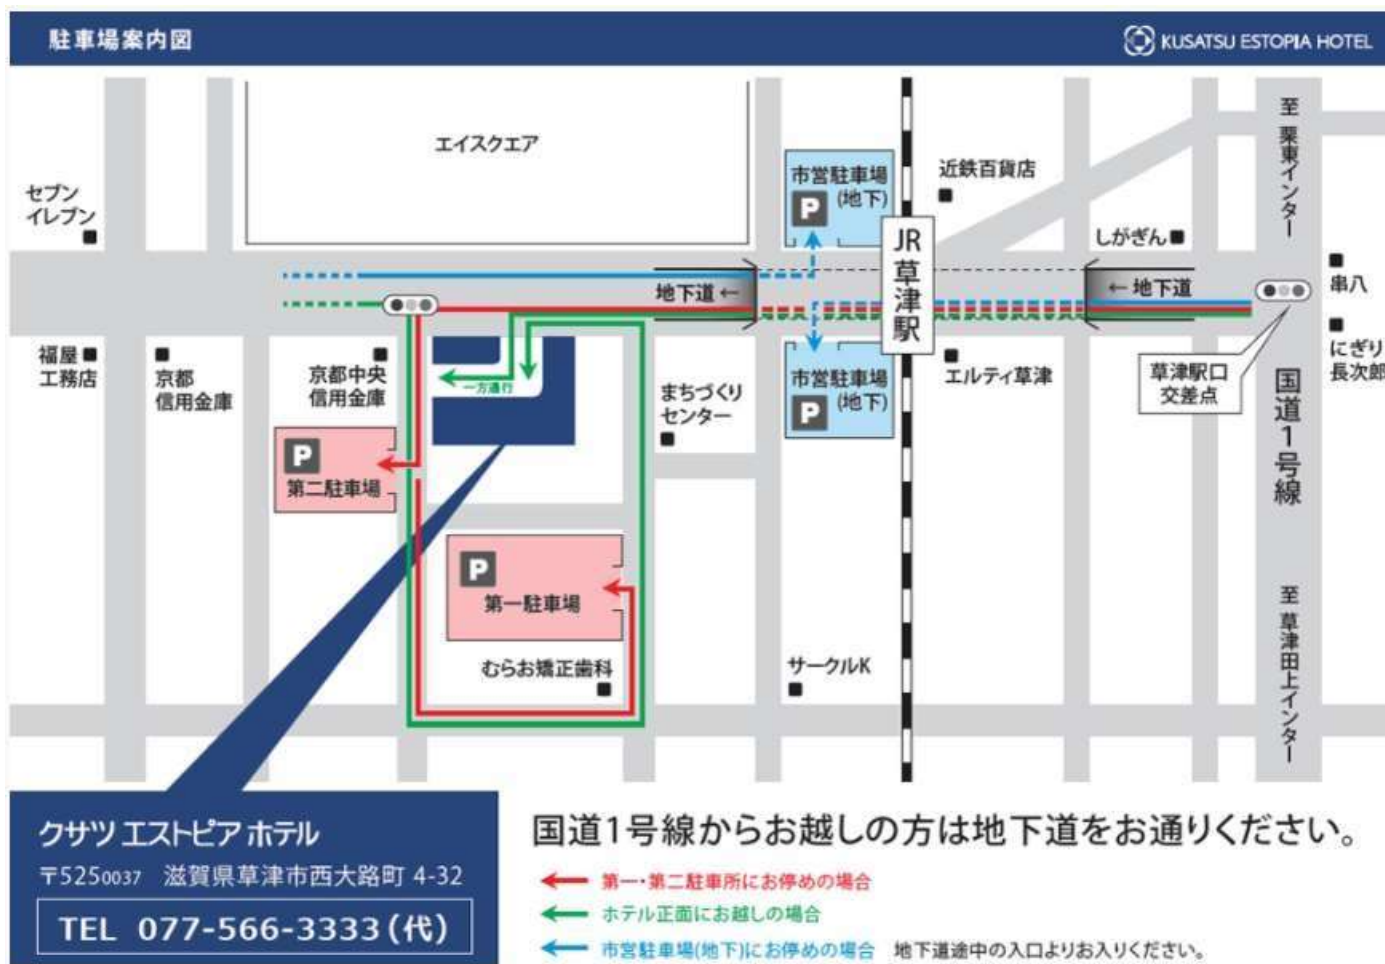 駐車場案内図
KUSATSU ESTOPIA HOTEL
エイスクエア
セブン
イレブン
市営駐車場
(地下)
P
近鉄百貨店
しがぎん
至 栗東インター
JR草津駅
地下道←
←地下道
串八
にぎり
長次郎
草津駅口
交差点
国道1号線
福屋
工務店
京都
信用金庫
京都中央
信用金庫
一方通行
まちづくり
センター
市営駐車場
(地下)
P
エルティ草津
P
第二駐車場
P
第一駐車場
むらお矯正歯科
サークルK
至 草津田上インター
クサツ エストピア ホテル
〒5250037 滋賀県草津市西大路町 4-32
TEL 077-566-3333(代)
国道1号線からお越しの方は地下道をお通りください。
第一・第二駐車所にお停めの場合
ホテル正面にお越しの場合
市営駐車場(地下)にお停めの場合 地下道途中の入口よりお入りください。